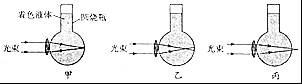 着色液体 圆烧瓶
光束 光束 光束
甲 乙 丙